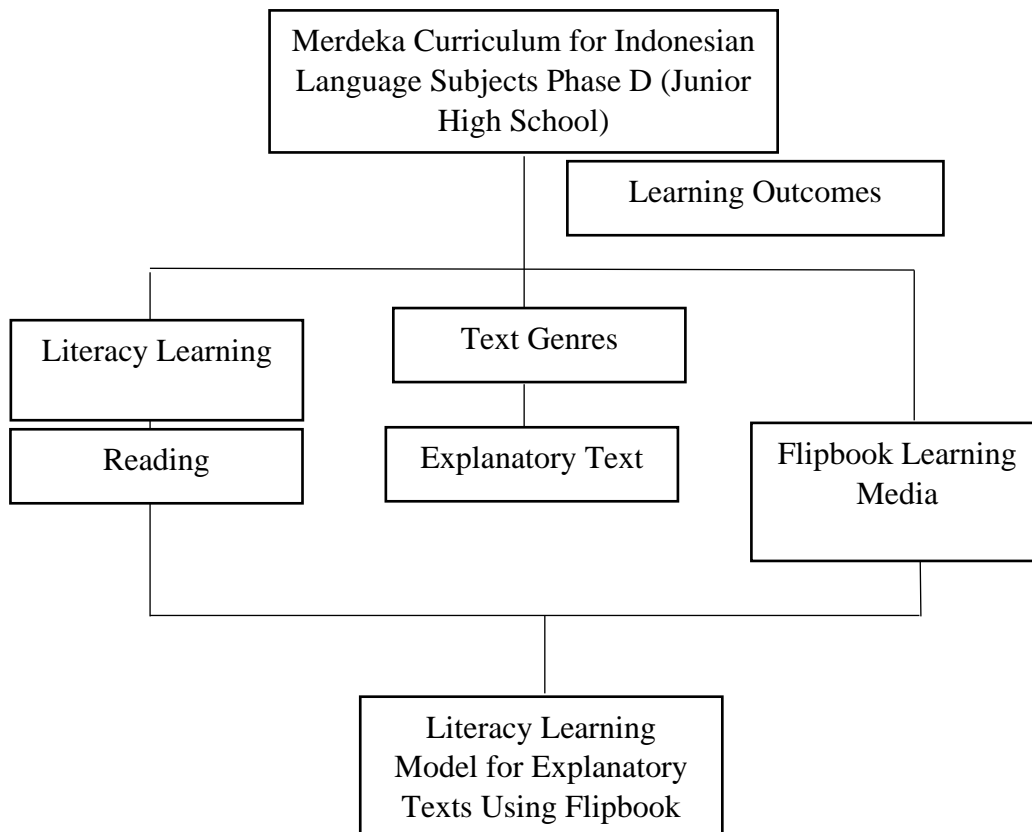 Merdeka Curriculum for Indonesian
Language Subjects Phase D (Junior
High School)
Learning Outcomes
Literacy Learning
Text Genres
Reading
Explanatory Text
Flipbook Learning
Media
Literacy Learning
Model for Explanatory
Texts Using Flipbook